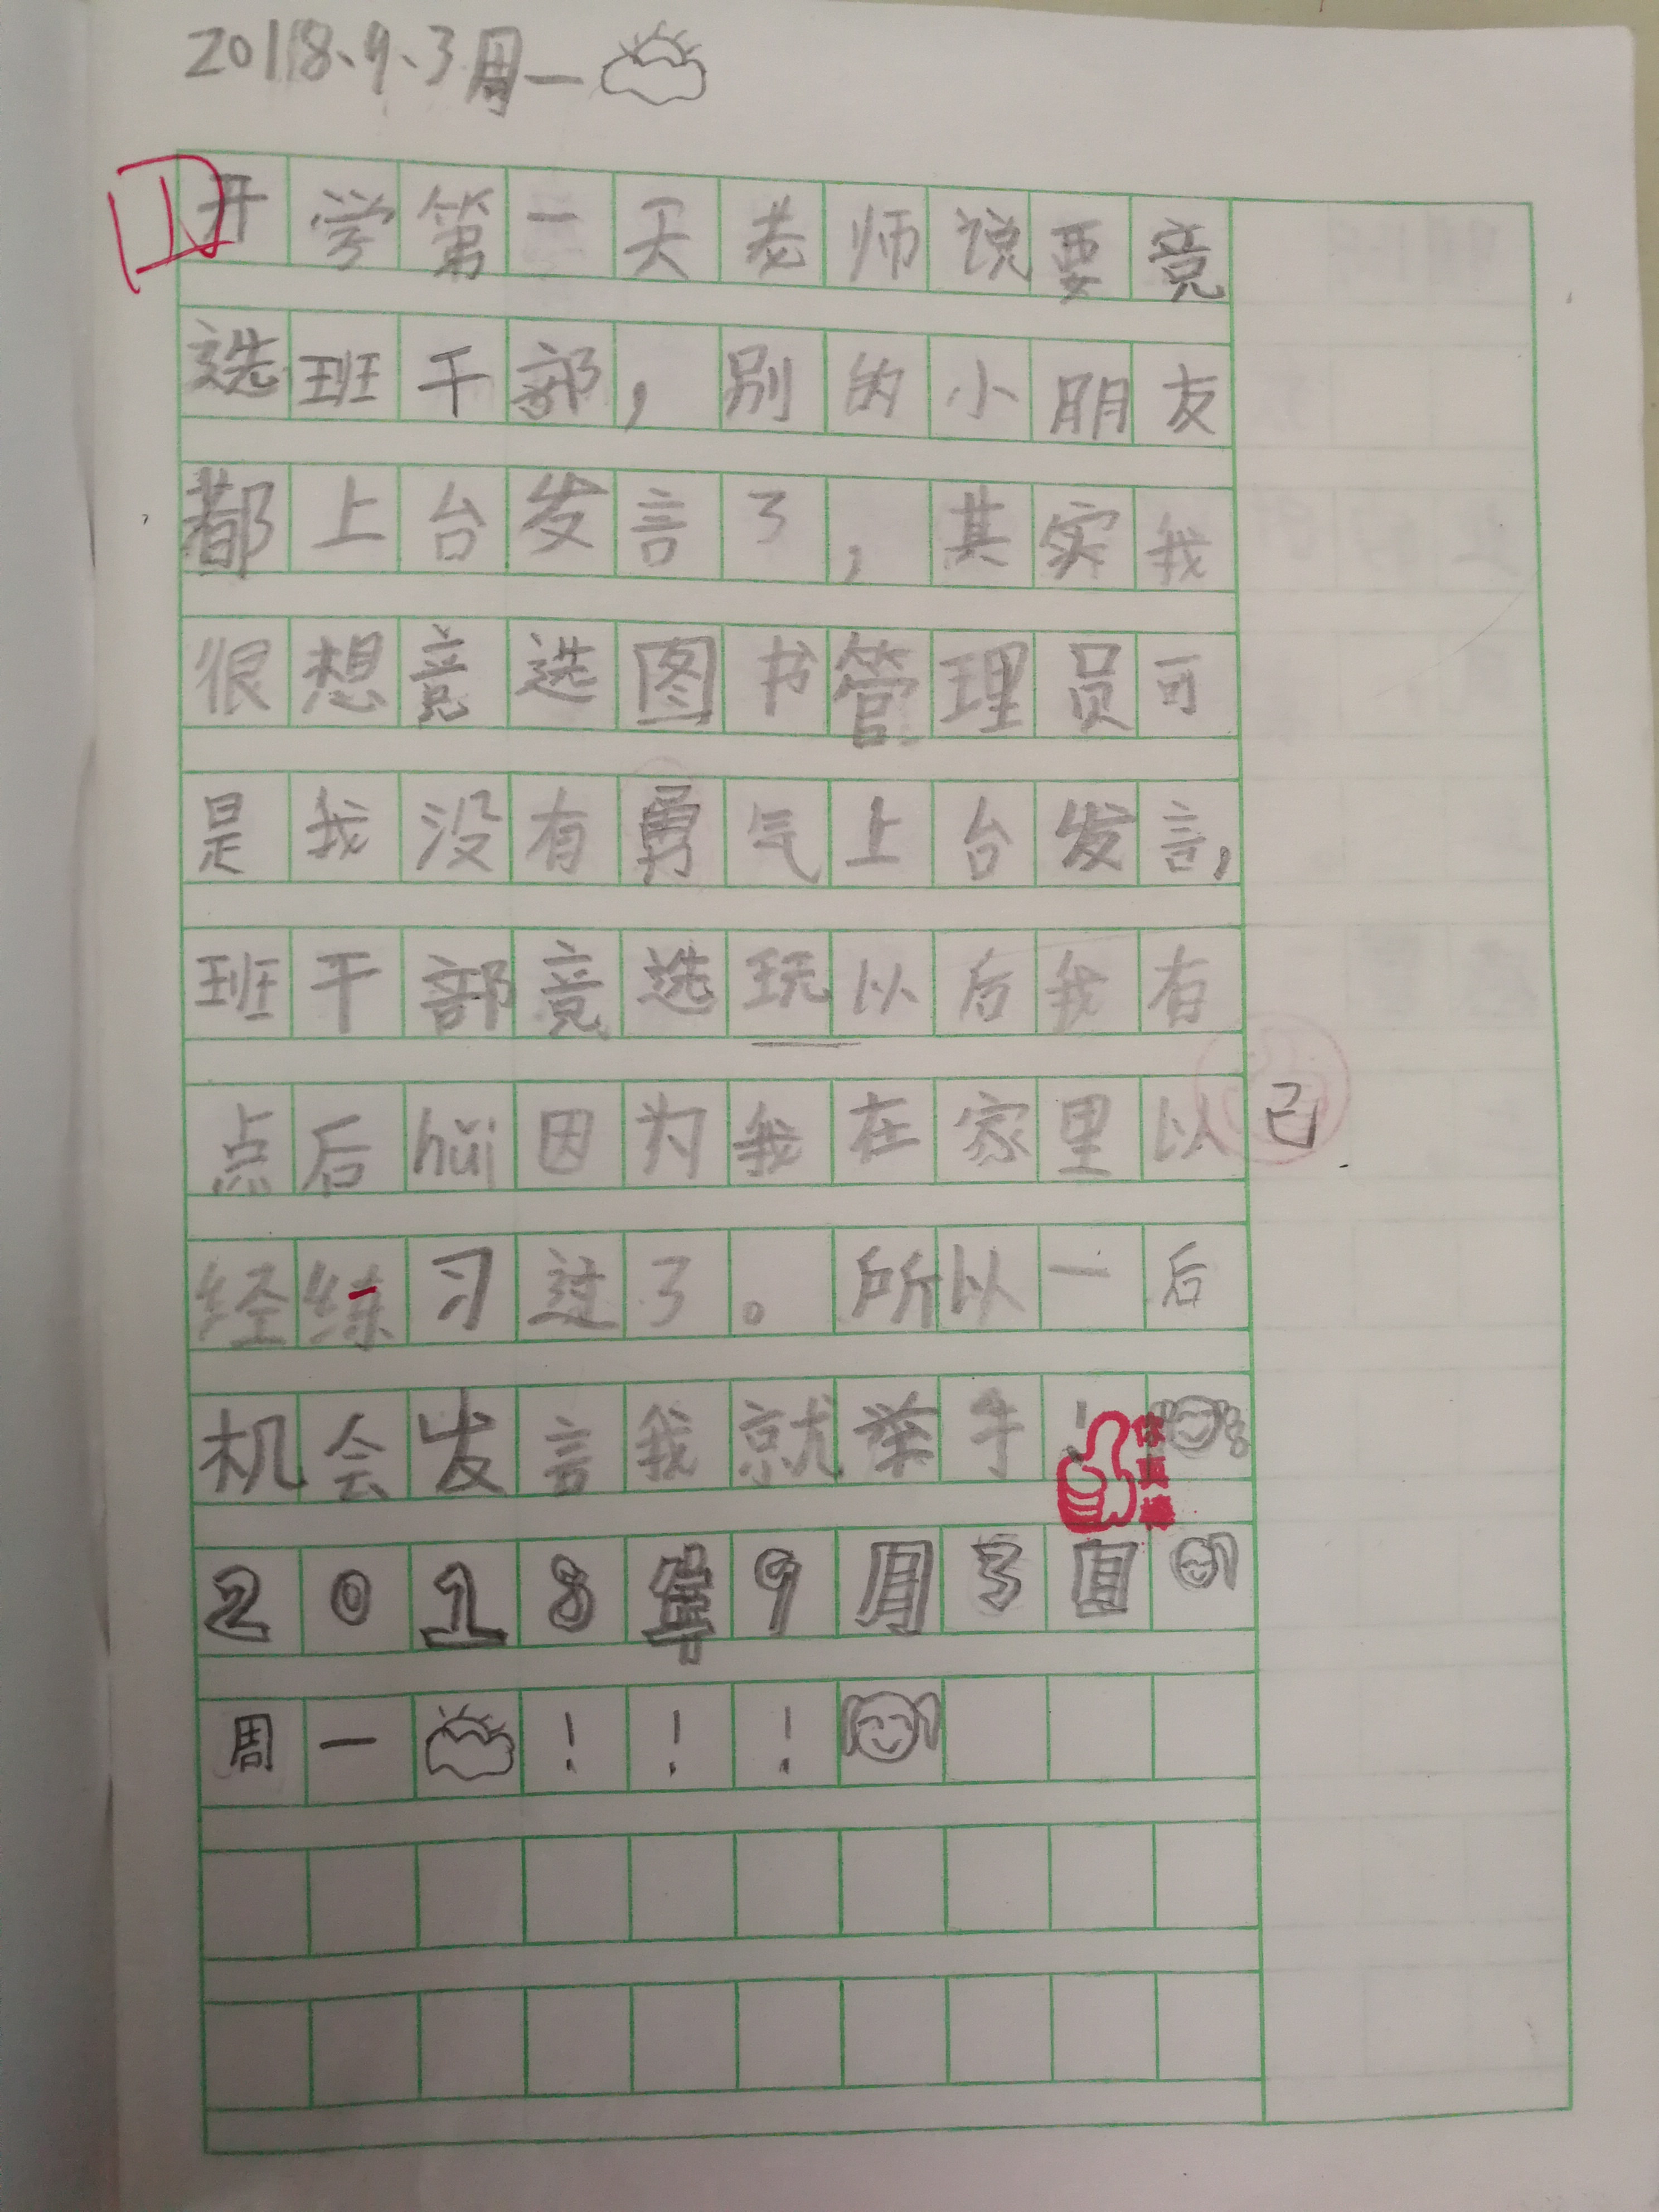 2018、9、3周一
开学第一天老师说要竞
选班干部，别的小朋友
都上台发言了，其实我
很想竞选图书管理员可
是我没有勇气上台发言，
班干部竞选玩以后我有
点后hǔi因为我在家里以 已
经练习过了。所以一后
机会发言我就举手！
你真棒
2018年9月3日
周一！！！